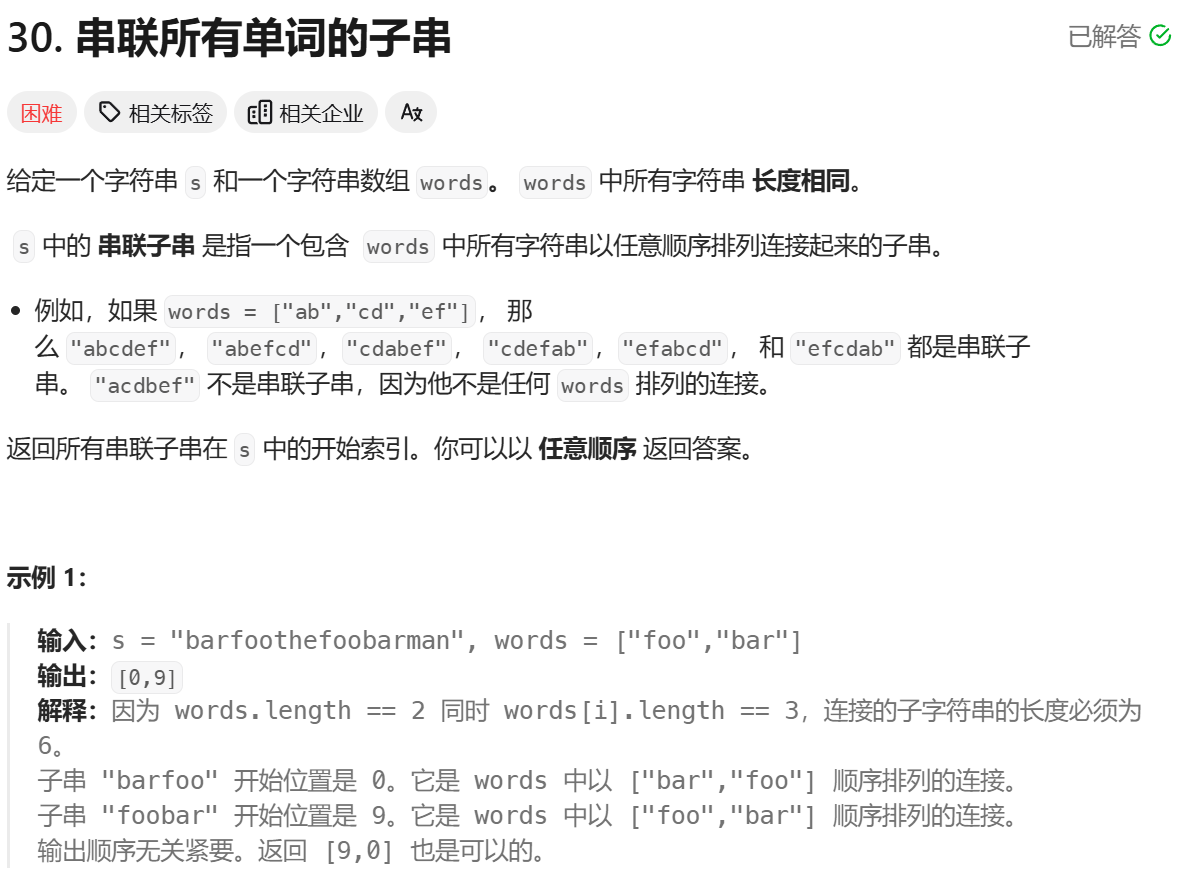 30. 串联所有单词的子串
已解答
困难
相关标签
相关企业
给定一个字符串 s 和一个字符串数组 words。 words 中所有字符串 长度相同。
s 中的 串联子串 是指一个包含 words 中所有字符串以任意顺序排列连接起来的子串。
例如，如果 words = ["ab","cd","ef"]， 那
么 "abcdef"， "abefcd"，"cdabef"， "cdefab"，"efabcd"， 和 "efcdab" 都是串联子
串。 "acdbef" 不是串联子串，因为他不是任何 words 排列的连接。
返回所有串联子串在 s 中的开始索引。你可以以 任意顺序 返回答案。
示例 1：
输入：s = "barfoothefoobarman", words = ["foo","bar"]
输出：[0,9]
解释：因为 words.length == 2 同时 words[i].length == 3，连接的子字符串的长度必须为
6。
子串 "barfoo" 开始位置是 0。它是 words 中以 ["bar","foo"] 顺序排列的连接。
子串 "foobar" 开始位置是 9。它是 words 中以 ["foo","bar"] 顺序排列的连接。
输出顺序无关紧要。返回 [9,0] 也是可以的。